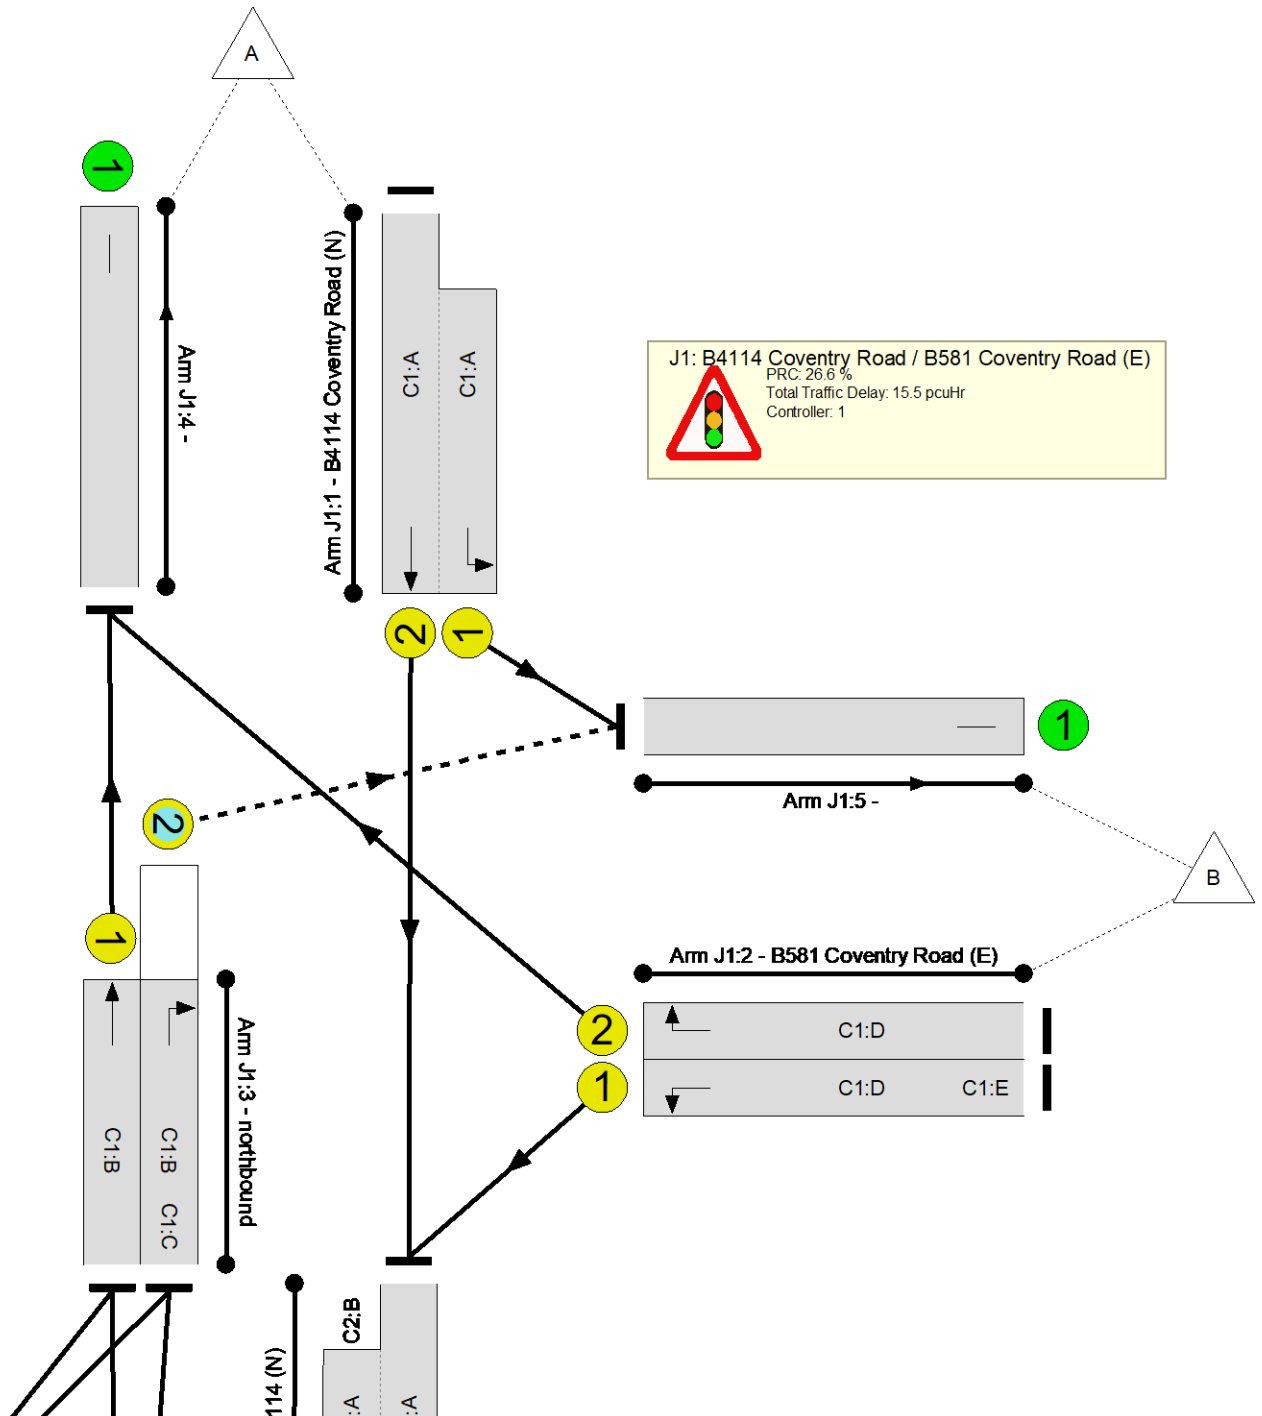 A
1
Arm J1:4 -
Arm J1:1 - B4114 Coventry Road (N)
C1:A
C1:A
J1: B4114 Coventry Road / B581 Coventry Road (E)
PRC: 26.6 %
Total Traffic Delay: 15.5 pcuHr
Controller: 1
2
1
1
Arm J1:5 -
2
B
1
Arm J1:2 - B581 Coventry Road (E)
2
C1:D
1
C1:D C1:E
Arm J1:3 - northbound
C1:B
C1:B C1:C
C2:B
114 (N)
:A
:A